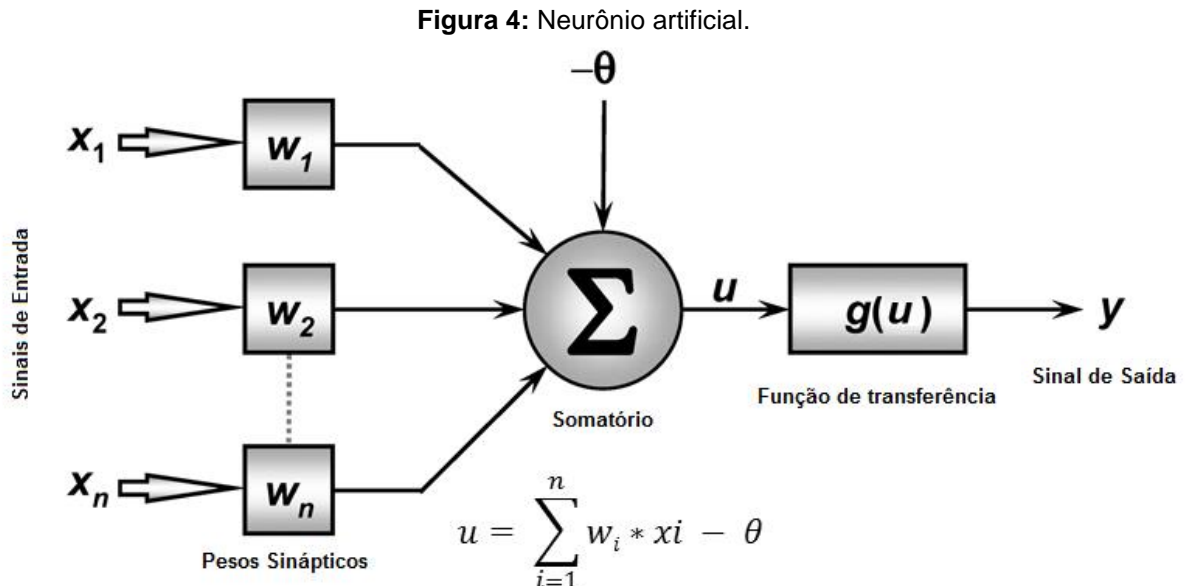 Figura 4: Neurônio artificial.
−θ
x1
w1
Sinais de Entrada
x2
w2
Σ
u
g(u)
y
Sinal de Saída
Função de transferência
Somatório
xn
wn
Pesos Sinápticos
u = ∑_{i=1}^{n} w_i * xi − θ